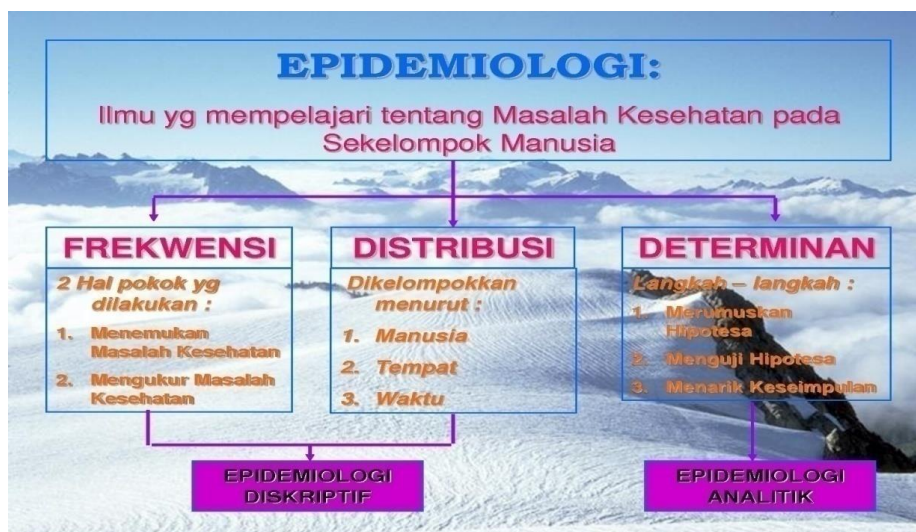 EPIDEMIOLOGI:
Ilmu yg mempelajari tentang Masalah Kesehatan pada
Sekelompok Manusia
FREKWENSI
2 Hal pokok yg
dilakukan :
1. Menemukan
Masalah Kesehatan
2. Mengukur Masalah
Kesehatan
DISTRIBUSI
Dikelompokkan
menurut :
1. Manusia
2. Tempat
3. Waktu
DETERMINAN
Langkah – langkah :
1. Merumuskan
Hipotesa
2. Menguji Hipotesa
3. Menarik Keseimpulan
EPIDEMIOLOGI
DISKRIPTIF
EPIDEMIOLOGI
ANALITIK